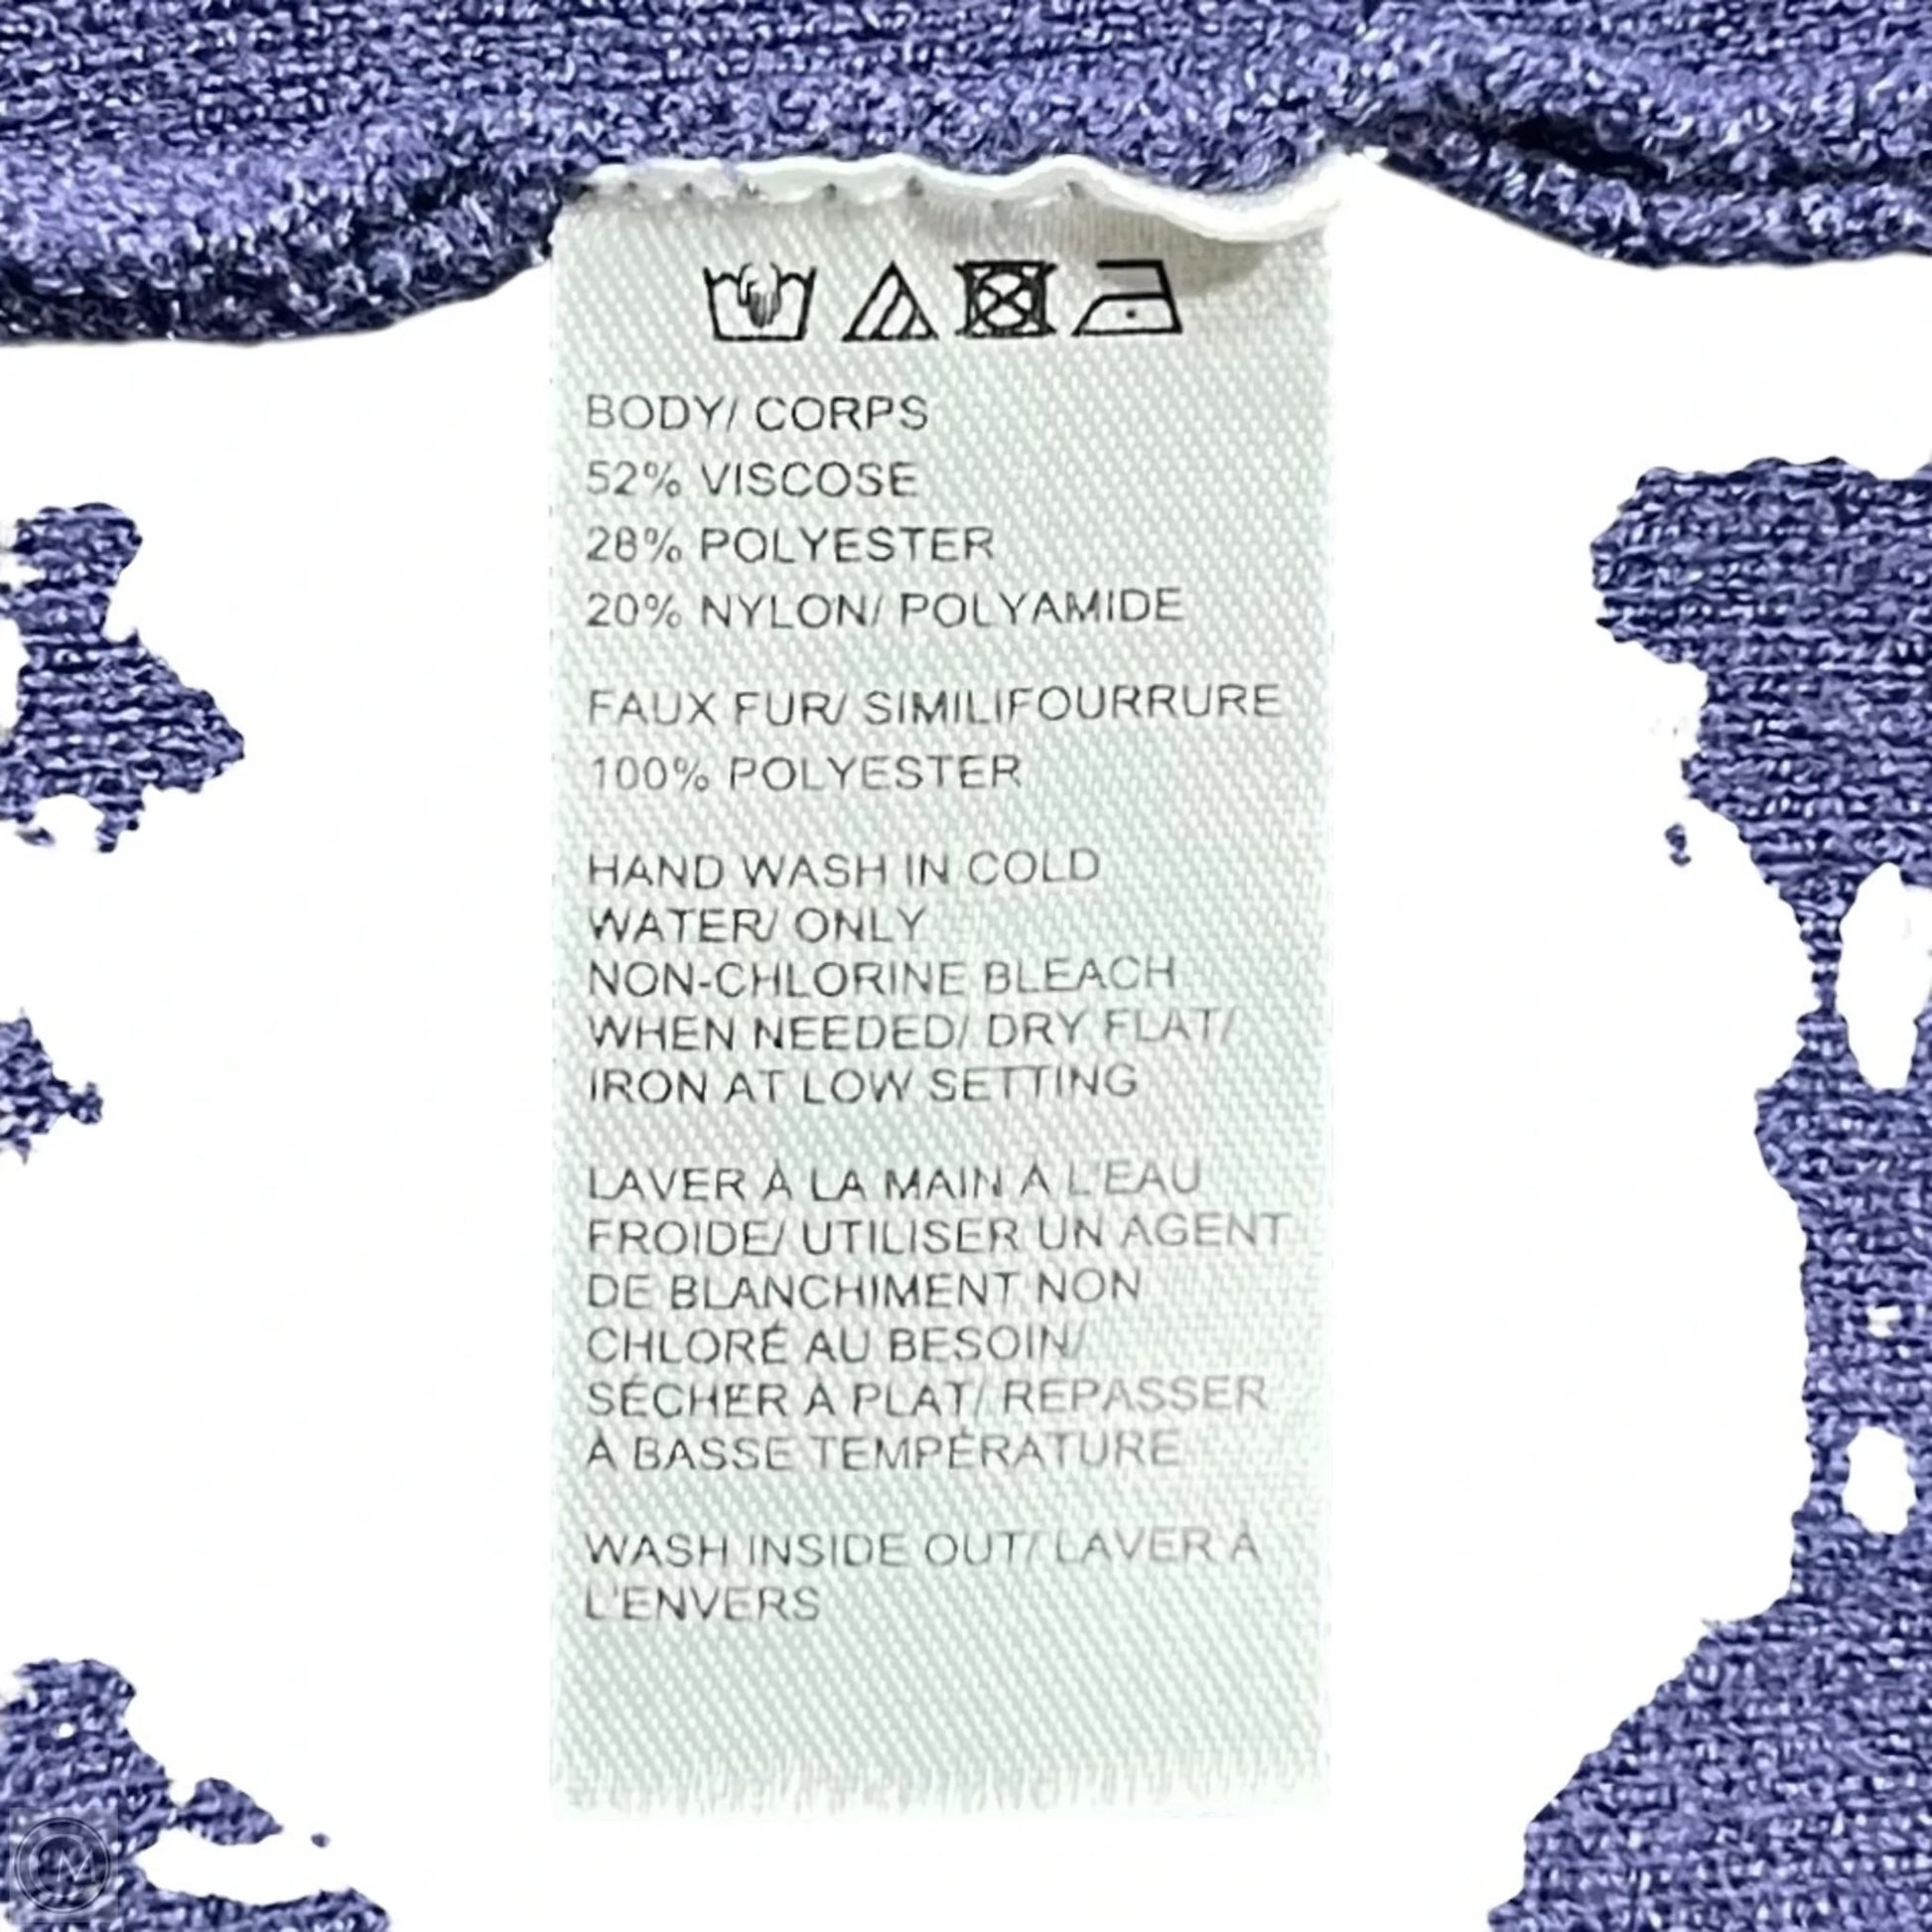 BODY/ CORPS
52% VISCOSE
28% POLYESTER
20% NYLON/ POLYAMIDE
FAUX FUR/ SIMILIFOURRURE
100% POLYESTER
HAND WASH IN COLD
WATER/ ONLY
NON-CHLORINE BLEACH
WHEN NEEDED/ DRY FLAT/
IRON AT LOW SETTING
LAVER À LA MAIN À L'EAU
FROIDE/ UTILISER UN AGENT
DE BLANCHIMENT NON
CHLORÉ AU BESOIN/
SÉCHER À PLAT/ REPASSER
À BASSE TEMPÉRATURE
WASH INSIDE OUT/ LAVER À
L'ENVERS